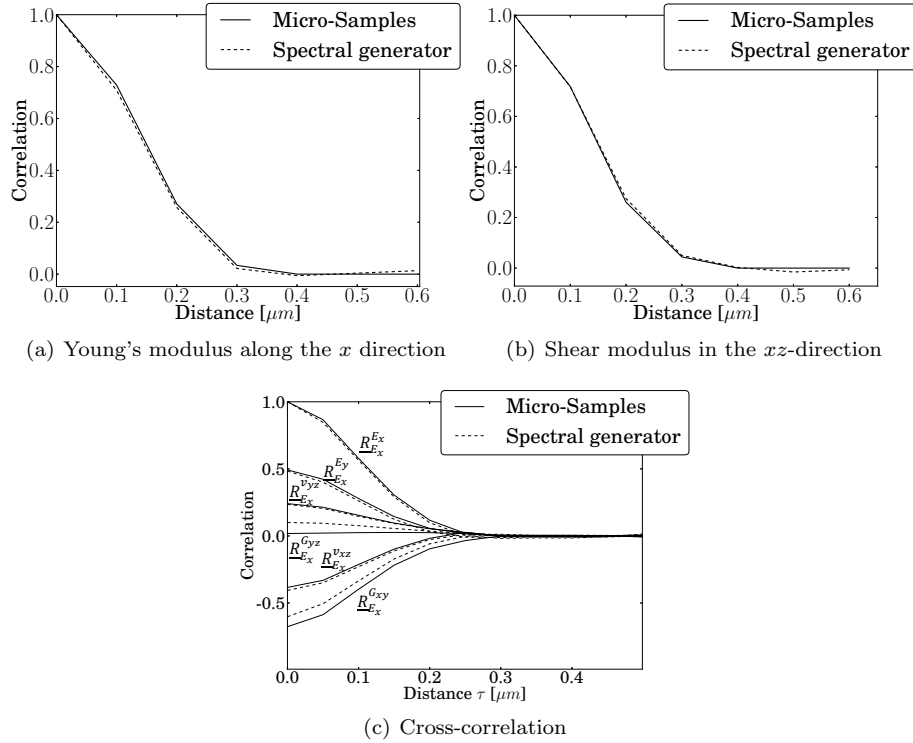 Micro-Samples
Spectral generator
1.0
0.8
0.6
0.4
0.2
0.0
Correlation
0.0 0.1 0.2 0.3 0.4 0.5 0.6
Distance [μm]
(a) Young's modulus along the x direction
Micro-Samples
Spectral generator
1.0
0.8
0.6
0.4
0.2
0.0
Correlation
0.0 0.1 0.2 0.3 0.4 0.5 0.6
Distance [μm]
(b) Shear modulus in the xz-direction
Micro-Samples
Spectral generator
1.0
0.5
0.0
-0.5
Correlation
R_{E_x}^{E_x}
R_{E_x}^{E_y}
R_{E_x}^{ν_{yz}}
R_{E_x}^{G_{yz}}
R_{E_x}^{ν_{xz}}
R_{E_x}^{G_{xy}}
0.0 0.1 0.2 0.3 0.4
Distance τ [μm]
(c) Cross-correlation